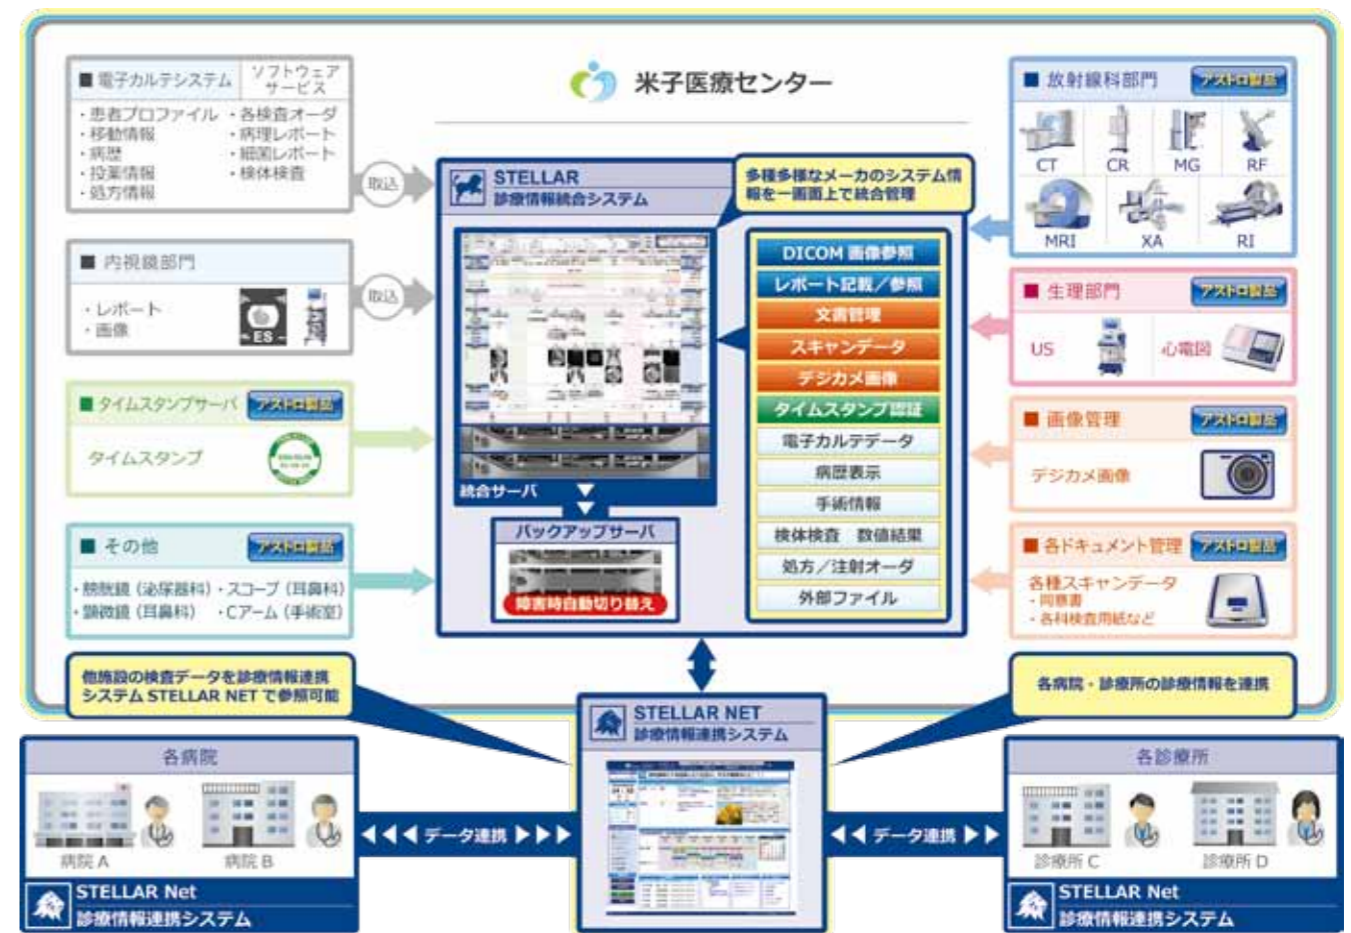 米子医療センター
■ 電子カルテシステム
ソフトウェア
サービス
・患者プロファイル
・移動情報
・病歴
・投薬情報
・処方情報
・各検査オーダ
・病理レポート
・細菌レポート
・検体検査
取込
■ 内視鏡部門
・レポート
・画像
ES
取込
■ タイムスタンプサーバ
アストロ製品
タイムスタンプ
■ その他
アストロ製品
・膀胱鏡（泌尿器科）・スコープ（耳鼻科）
・顕微鏡（耳鼻科）・Cアーム（手術室）
STELLAR
診療情報統合システム
多種多様なメーカのシステム情
報を一画面上で統合管理
統合サーバ
バックアップサーバ
障害時自動切り替え
DICOM 画像参照
レポート記載／参照
文書管理
スキャンデータ
デジカメ画像
タイムスタンプ認証
電子カルテデータ
病歴表示
手術情報
検体検査 数値結果
処方／注射オーダ
外部ファイル
■ 放射線科部門
アストロ製品
CT CR MG RF
MRI XA RI
■ 生理部門
アストロ製品
US 心電図
■ 画像管理
アストロ製品
デジカメ画像
■ 各ドキュメント管理
アストロ製品
各種スキャンデータ
・同意書
・各科検査用紙など
他施設の検査データを診療情報連携
システム STELLAR NET で参照可能
各病院・診療所の診療情報を連携
STELLAR NET
診療情報連携システム
各病院
病院 A
病院 B
STELLAR Net
診療情報連携システム
◀◀◀ データ連携 ▶▶▶
◀◀ データ連携 ▶▶
各診療所
診療所 C
診療所 D
STELLAR Net
診療情報連携システム